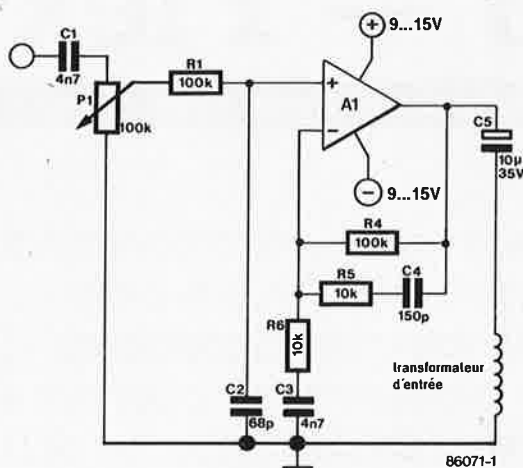 + 9...15V
C1
4n7
P1
100k
R1
100k
+
A1
−
− 9...15V
C5
10µ
35V
R4
100k
R5
10k
C4
150p
R6
10k
C2
68p
C3
4n7
transformateur
d'entrée
86071-1